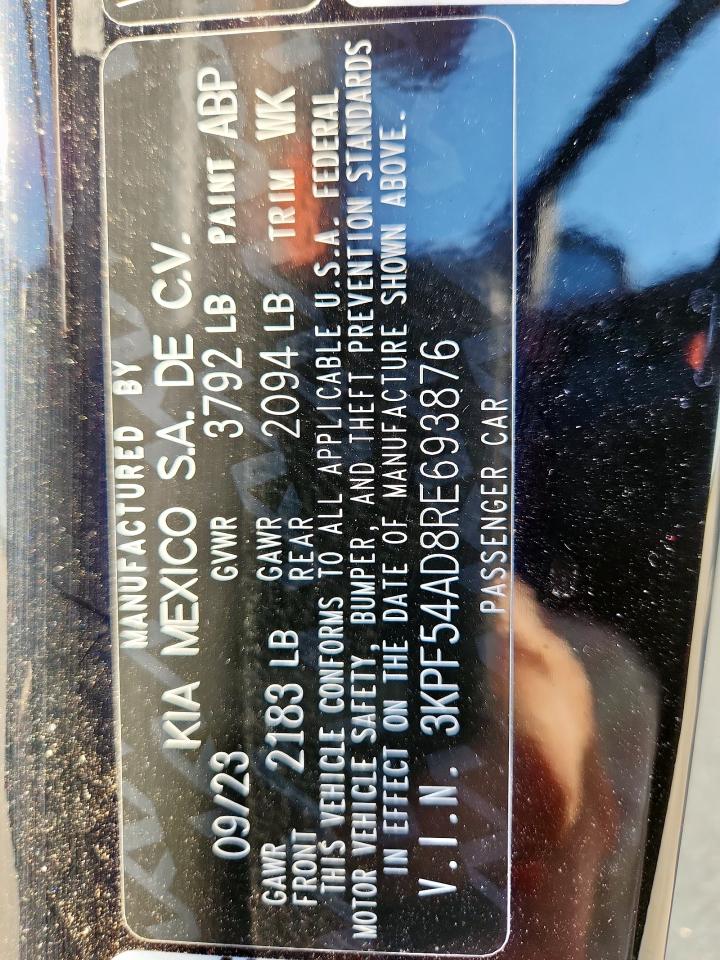 MANUFACTURED BY
KIA MEXICO S.A. DE C.V.
09/23 GVWR 3792 LB PAINT ABP
GAWR FRONT 2183 LB GAWR REAR 2094 LB TRIM WK
THIS VEHICLE CONFORMS TO ALL APPLICABLE U.S.A. FEDERAL
MOTOR VEHICLE SAFETY, BUMPER, AND THEFT PREVENTION STANDARDS
IN EFFECT ON THE DATE OF MANUFACTURE SHOWN ABOVE.
V.I.N. 3KPF54AD8RE693876
PASSENGER CAR